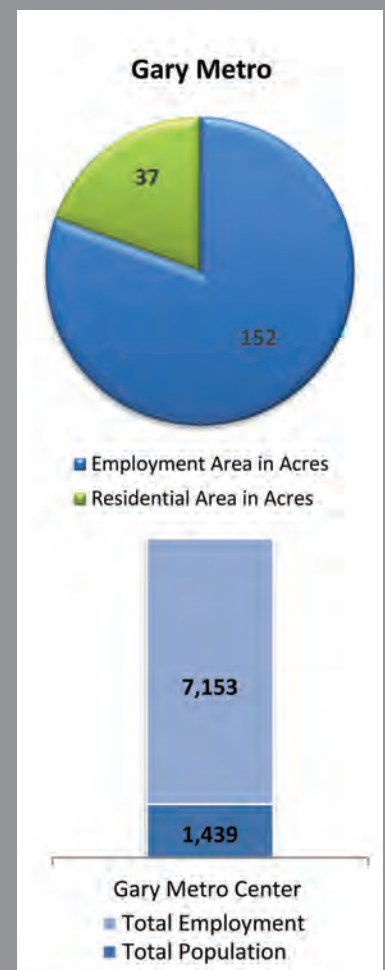 Gary Metro
37
152
Employment Area in Acres
Residential Area in Acres
7,153
1,439
Gary Metro Center
Total Employment
Total Population